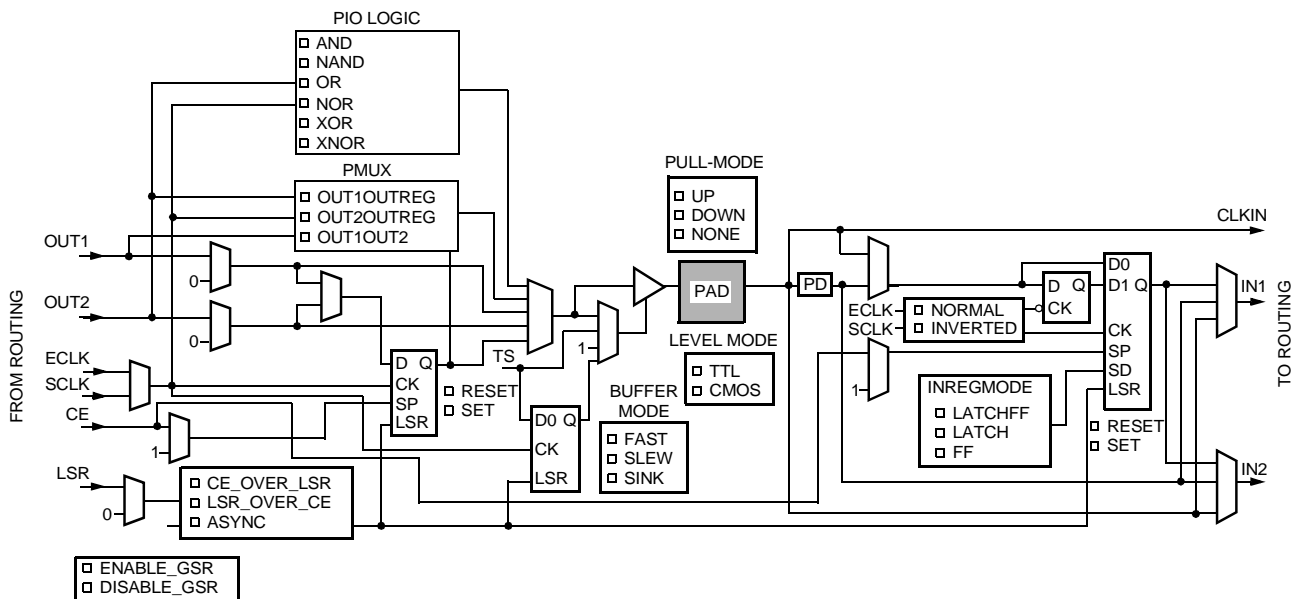 PIO LOGIC
AND
NAND
OR
NOR
XOR
XNOR
PMUX
OUT1OUTREG
OUT2OUTREG
OUT1OUT2
PULL-MODE
UP
DOWN
NONE
CLKIN
OUT1
0
OUT2
0
PAD
PD
D0
D1 Q
CK
SP
SD
LSR
D Q
CK
IN1
ECLK
SCLK
NORMAL
INVERTED
FROM ROUTING
TO ROUTING
ECLK
SCLK
CE
1
D Q
CK
SP
LSR
RESET
SET
TS
1
LEVEL MODE
TTL
CMOS
1
INREGMODE
LATCHFF
LATCH
FF
RESET
SET
BUFFER
MODE
FAST
SLEW
SINK
D0 Q
CK
LSR
IN2
LSR
0
CE_OVER_LSR
LSR_OVER_CE
ASYNC
ENABLE_GSR
DISABLE_GSR